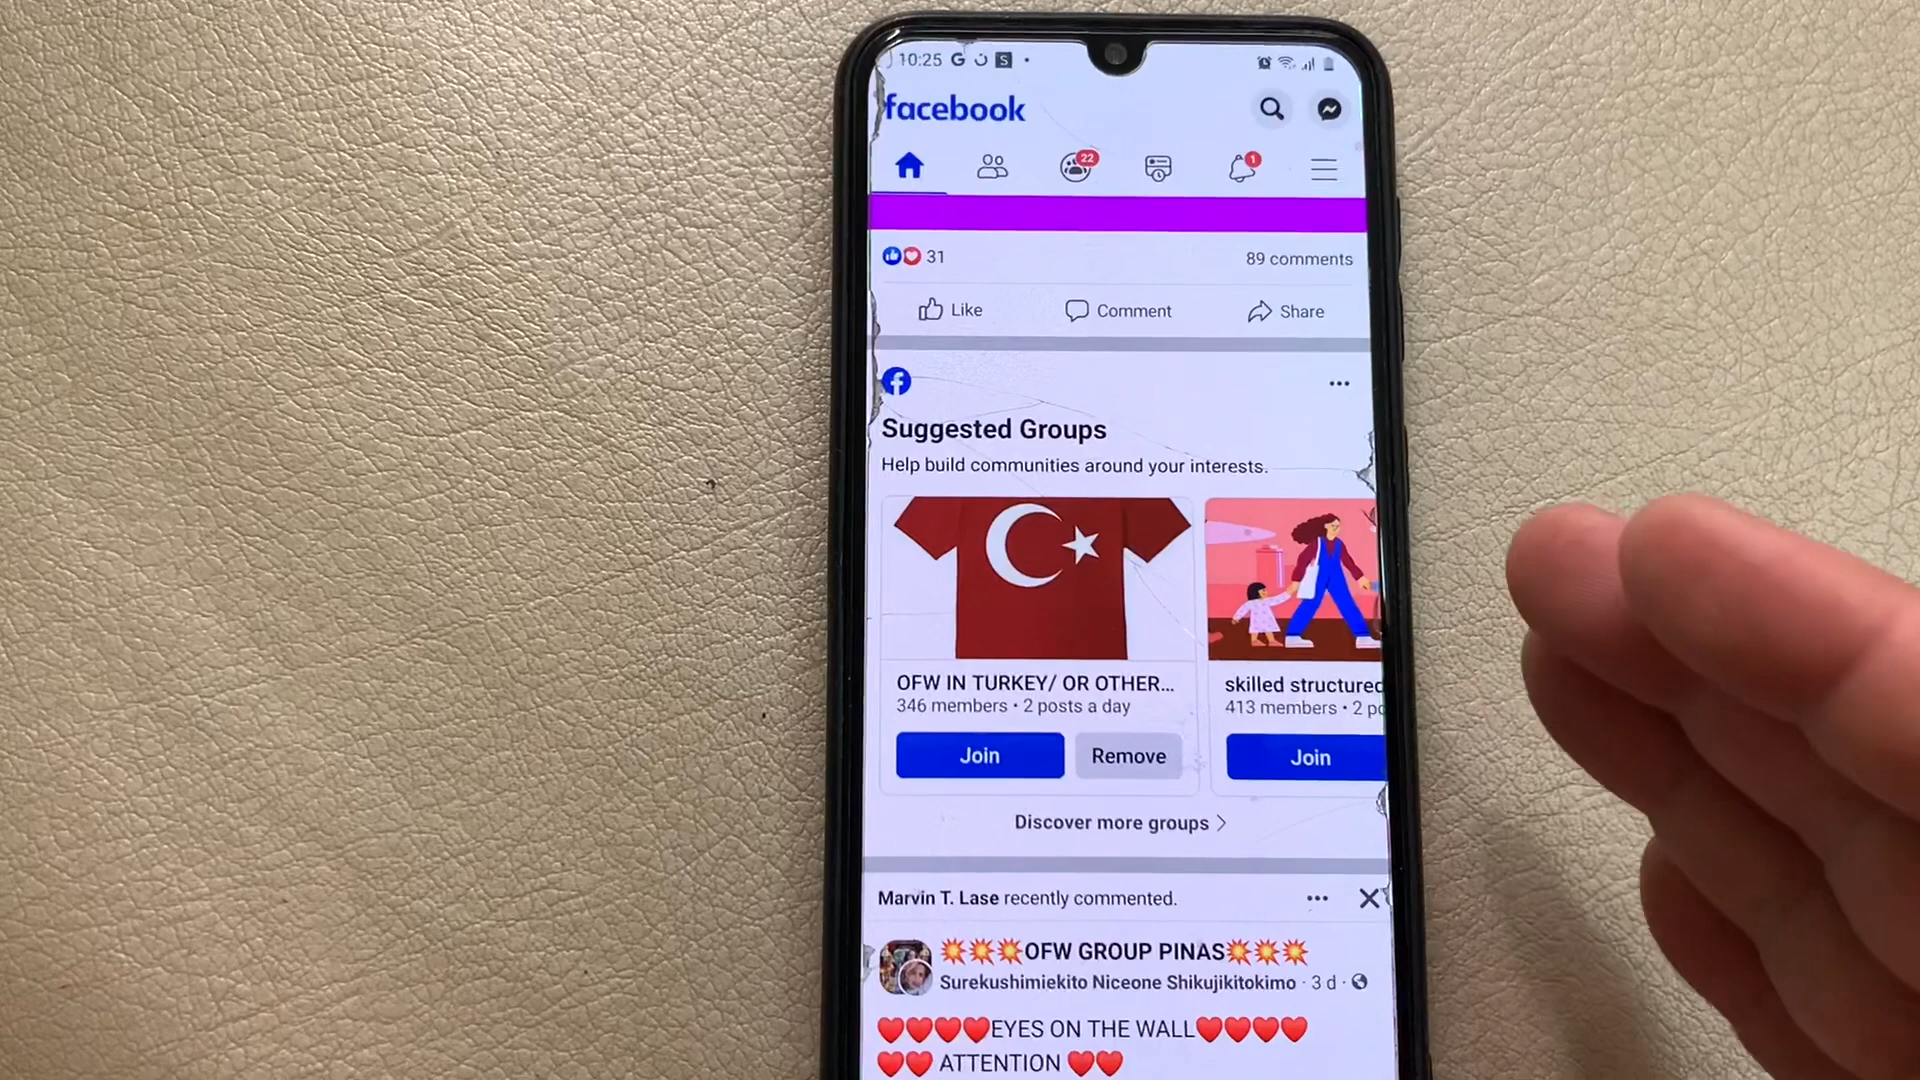 10:25 G S
facebook
22
1
31
89 comments
Like
Comment
Share
Suggested Groups
Help build communities around your interests.
OFW IN TURKEY/ OR OTHER...
346 members • 2 posts a day
Join
Remove
skilled structured
413 members • 2 po
Join
Discover more groups >
Marvin T. Lase recently commented.
💥💥💥OFW GROUP PINAS💥💥💥
Surekushimiekito Niceone Shikujikitokimo · 3 d ·
❤️❤️❤️❤️EYES ON THE WALL❤️❤️❤️❤️
❤️❤️ ATTENTION ❤️❤️